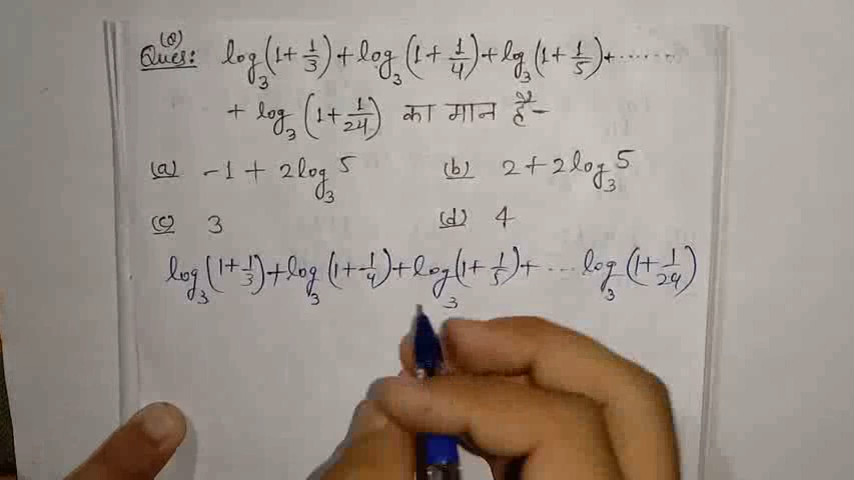 (Q)
Ques: log₃(1+1/3)+log₃(1+1/4)+log₃(1+1/5)+......
+ log₃(1+1/24) का मान है-
(a) -1+2log₃5 (b) 2+2log₃5
(c) 3 (d) 4
log₃(1+1/3)+log₃(1+1/4)+log₃(1+1/5)+...log₃(1+1/24)